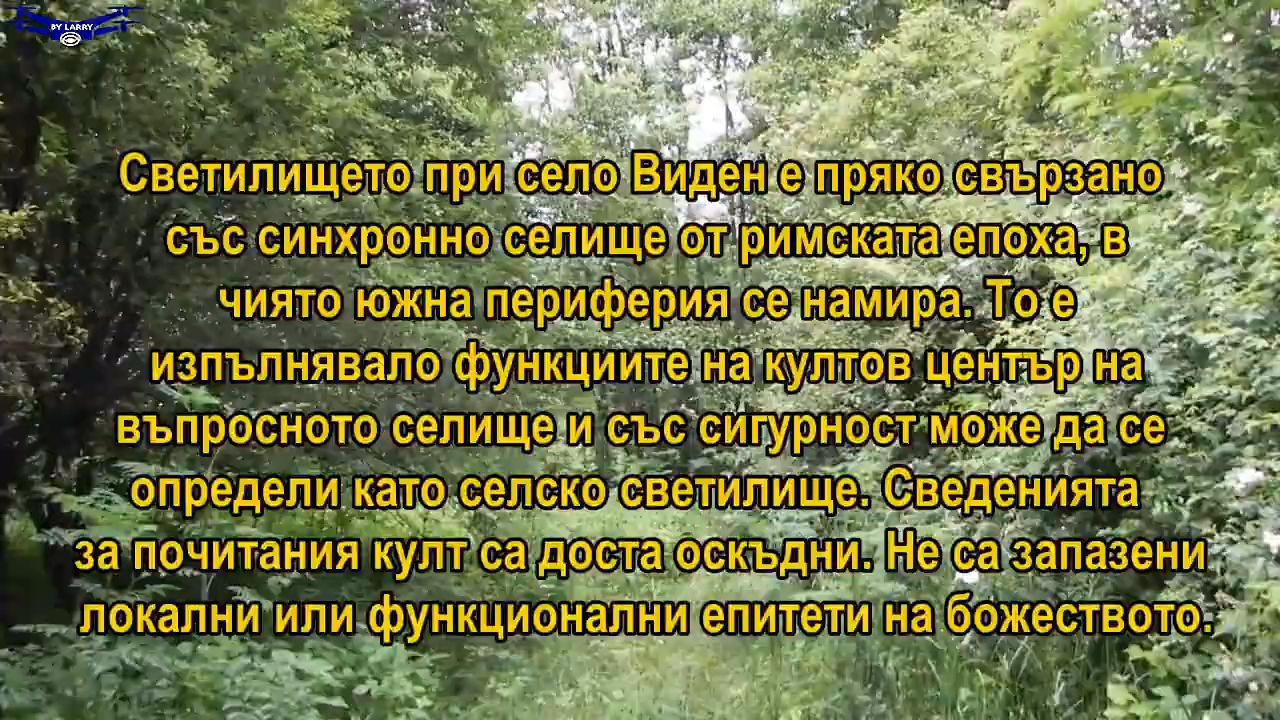 BY LARRY
Светилището при село Виден е пряко свързано
със синхронно селище от римската епоха, в
чиято южна периферия се намира. То е
изпълнявало функциите на култов център на
въпросното селище и със сигурност може да се
определи като селско светилище. Сведенията
за почитания култ са доста оскъдни. Не са запазени
локални или функционални епитети на божеството.